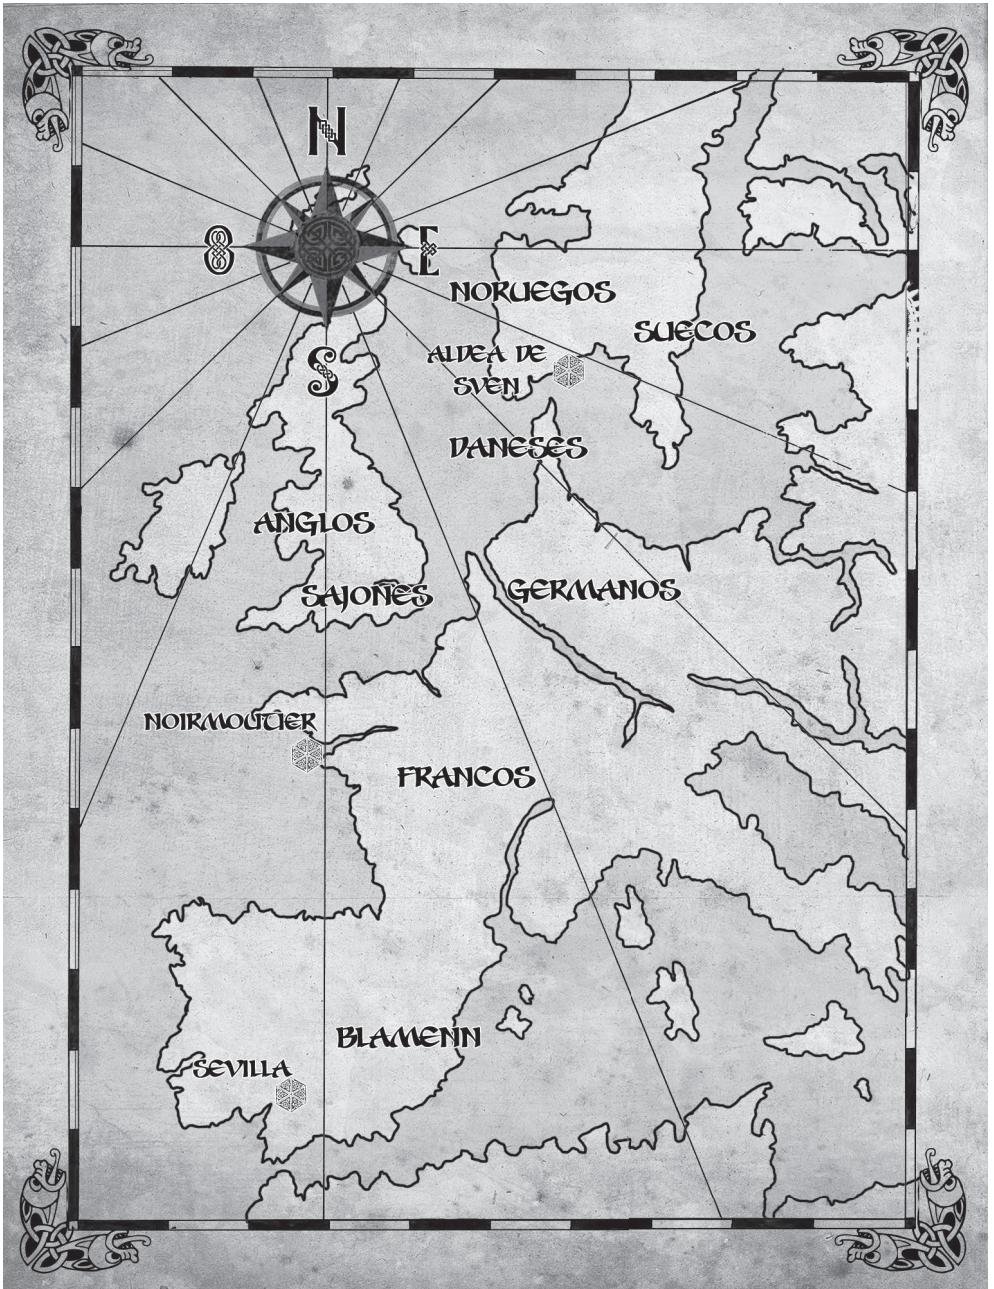 N
O
E
NORUEGOS
SUECOS
S
ALDEA DE
SVEN
DANESES
ANGLOS
SAJONES
GERMANOS
NOIRMOUTIER
FRANCOS
BLAMENN
SEVILLA